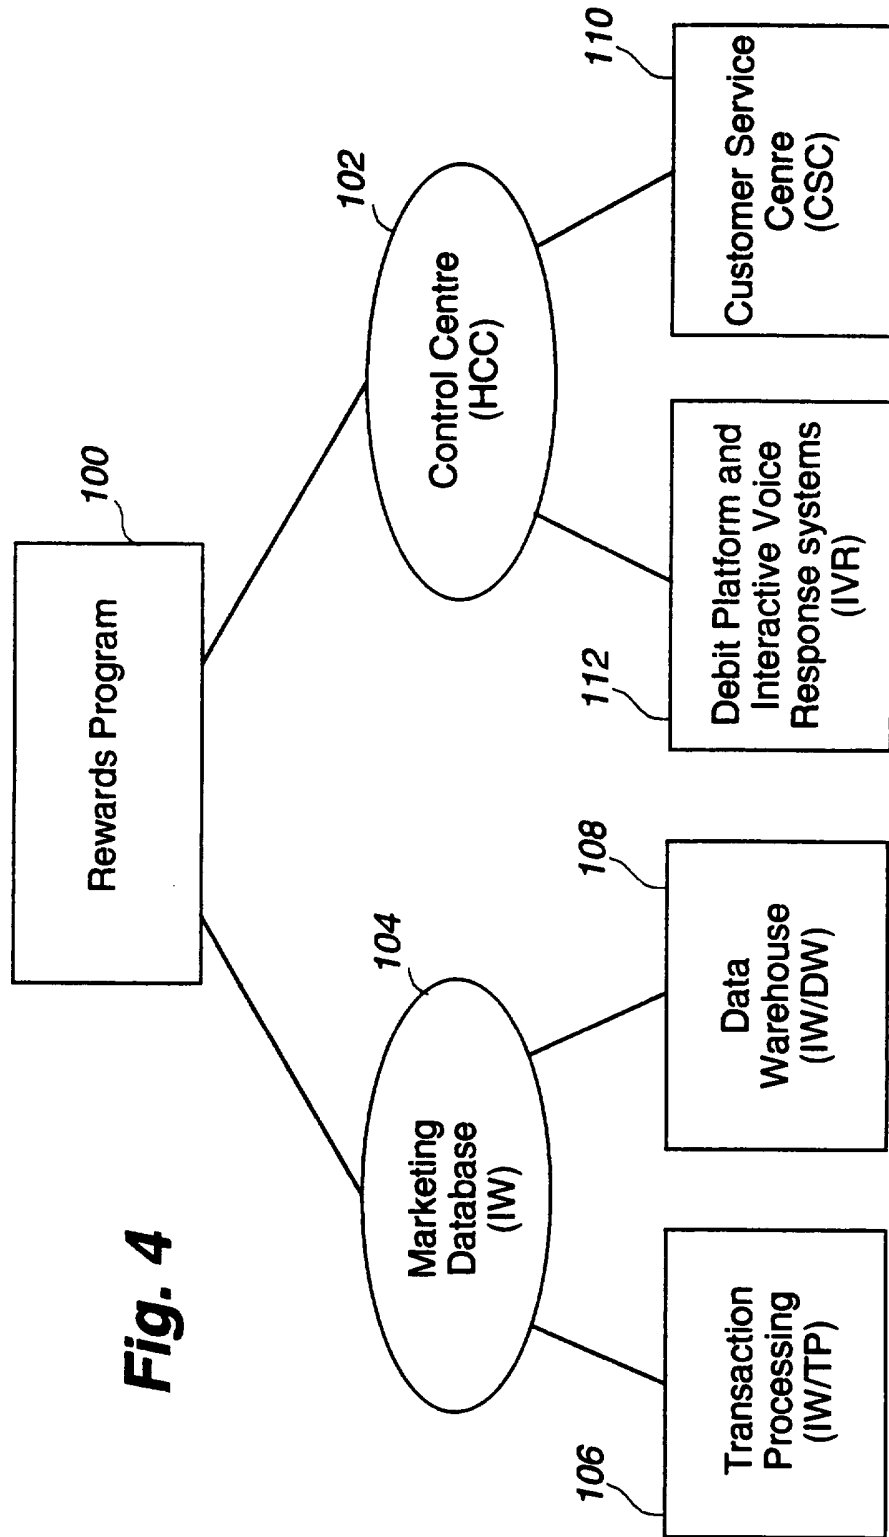 Fig. 4
Rewards Program
100
Marketing
Database
(IW)
104
Control Centre
(HCC)
102
Transaction
Processing
(IW/TP)
106
Data
Warehouse
(IW/DW)
108
Debit Platform and
Interactive Voice
Response systems
(IVR)
112
Customer Service
Cenre
(CSC)
110